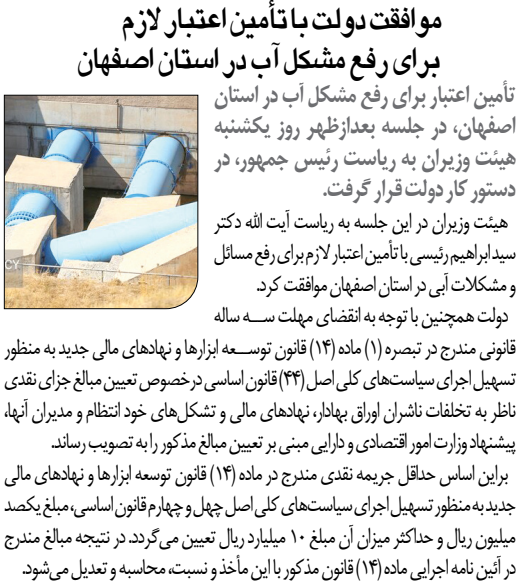 موافقت دولت با تأمین اعتبار لازم
برای رفع مشکل آب در استان اصفهان
تأمین اعتبار برای رفع مشکل آب در استان
اصفهان، در جلسه بعدازظهر روز یکشنبه
هیئت وزیران به ریاست رئیس جمهور، در
دستور کار دولت قرار گرفت.
هیئت وزیران در این جلسه به ریاست آیت الله دکتر
سیدابراهیم رئیسی با تأمین اعتبار لازم برای رفع مسائل
و مشکلات آبی در استان اصفهان موافقت کرد.
دولت همچنین با توجه به انقضای مهلت ســه ساله
قانونی مندرج در تبصره (۱) ماده (۱۴) قانون توســعه ابزارها و نهادهای مالی جدید به منظور
تسهیل اجرای سیاست‌های کلی اصل (۴۴) قانون اساسی درخصوص تعیین مبالغ جزای نقدی
ناظر به تخلفات ناشران اوراق بهادار، نهادهای مالی و تشکل‌های خود انتظام و مدیران آنها،
پیشنهاد وزارت امور اقتصادی و دارایی مبنی بر تعیین مبالغ مذکور را به تصویب رساند.
براین اساس حداقل جریمه نقدی مندرج در ماده (۱۴) قانون توسعه ابزارها و نهادهای مالی
جدید به منظور تسهیل اجرای سیاست‌های کلی اصل چهل و چهارم قانون اساسی، مبلغ یکصد
میلیون ریال و حداکثر میزان آن مبلغ ۱۰ میلیارد ریال تعیین می‌گردد. در نتیجه مبالغ مندرج
در آئین نامه اجرایی ماده (۱۴) قانون مذکور با این مأخذ و نسبت، محاسبه و تعدیل می‌شود.